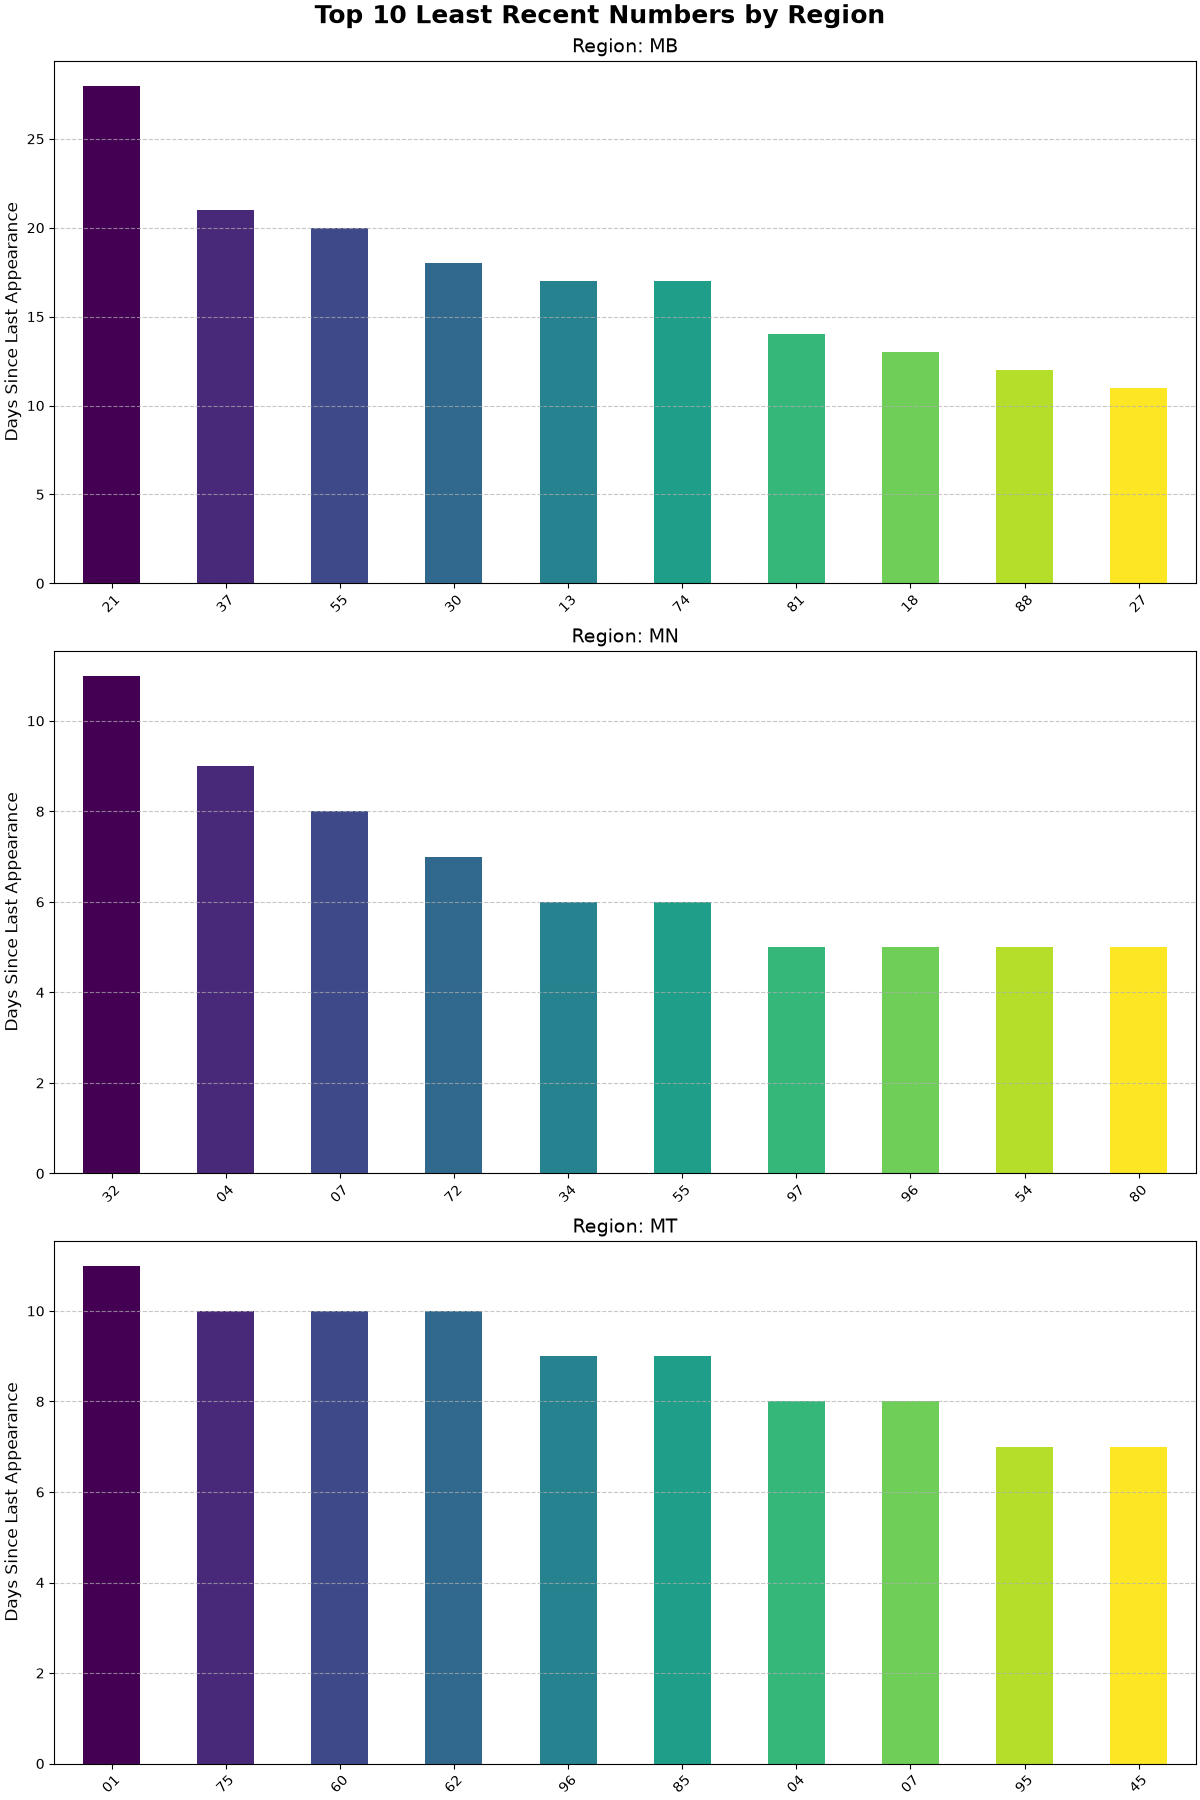 Top 10 Least Recent Numbers by Region
Region: MB
Days Since Last Appearance
25
20
15
10
5
0
21 37 55 30 13 74 81 18 88 27
Region: MN
Days Since Last Appearance
10
8
6
4
2
0
32 04 07 72 34 55 97 96 54 80
Region: MT
Days Since Last Appearance
10
8
6
4
2
0
01 75 60 62 96 85 04 07 95 45